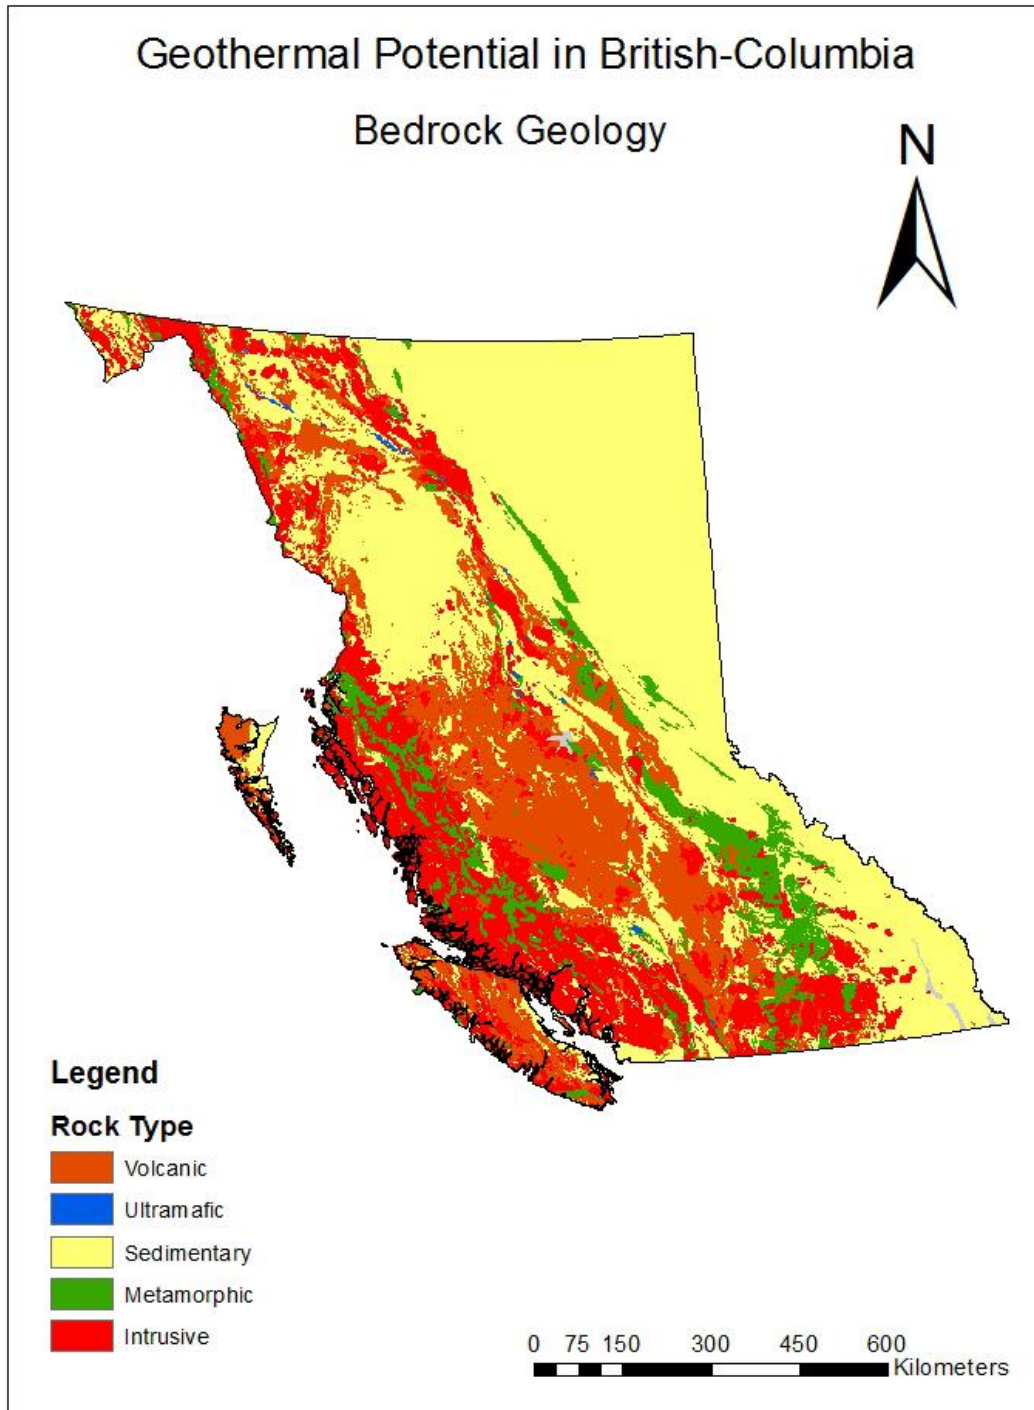 Geothermal Potential in British-Columbia
Bedrock Geology
N
Legend
Rock Type
Volcanic
Ultramafic
Sedimentary
Metamorphic
Intrusive
0 75 150 300 450 600
Kilometers